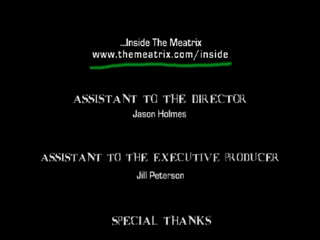 ...Inside The Meatrix
www.themeatrix.com/inside
ASSISTANT TO THE DIRECTOR
Jason Holmes
ASSISTANT TO THE EXECUTIVE PRODUCER
Jill Peterson
SPECIAL THANKS